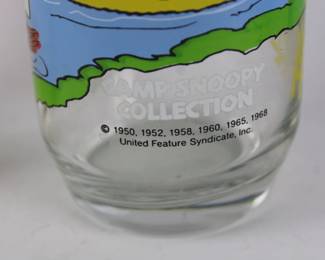 CAMP SNOOPY
COLLECTION
© 1950, 1952, 1958, 1960, 1965, 1968
United Feature Syndicate, Inc.